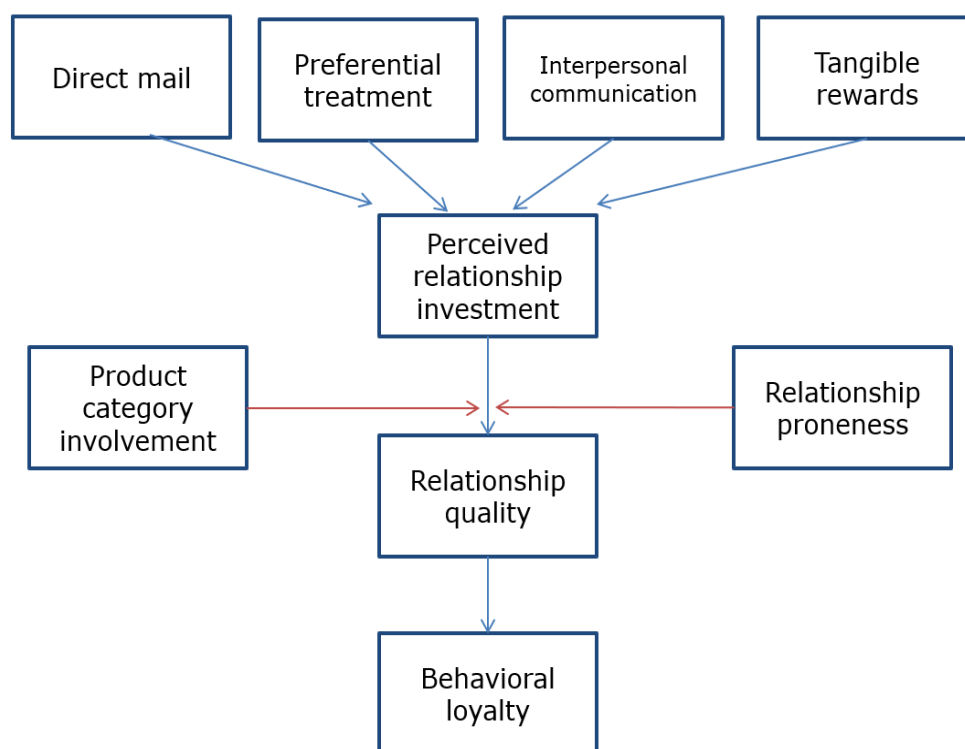 Direct mail
Preferential
treatment
Interpersonal
communication
Tangible
rewards
Perceived
relationship
investment
Product
category
involvement
Relationship
proneness
Relationship
quality
Behavioral
loyalty